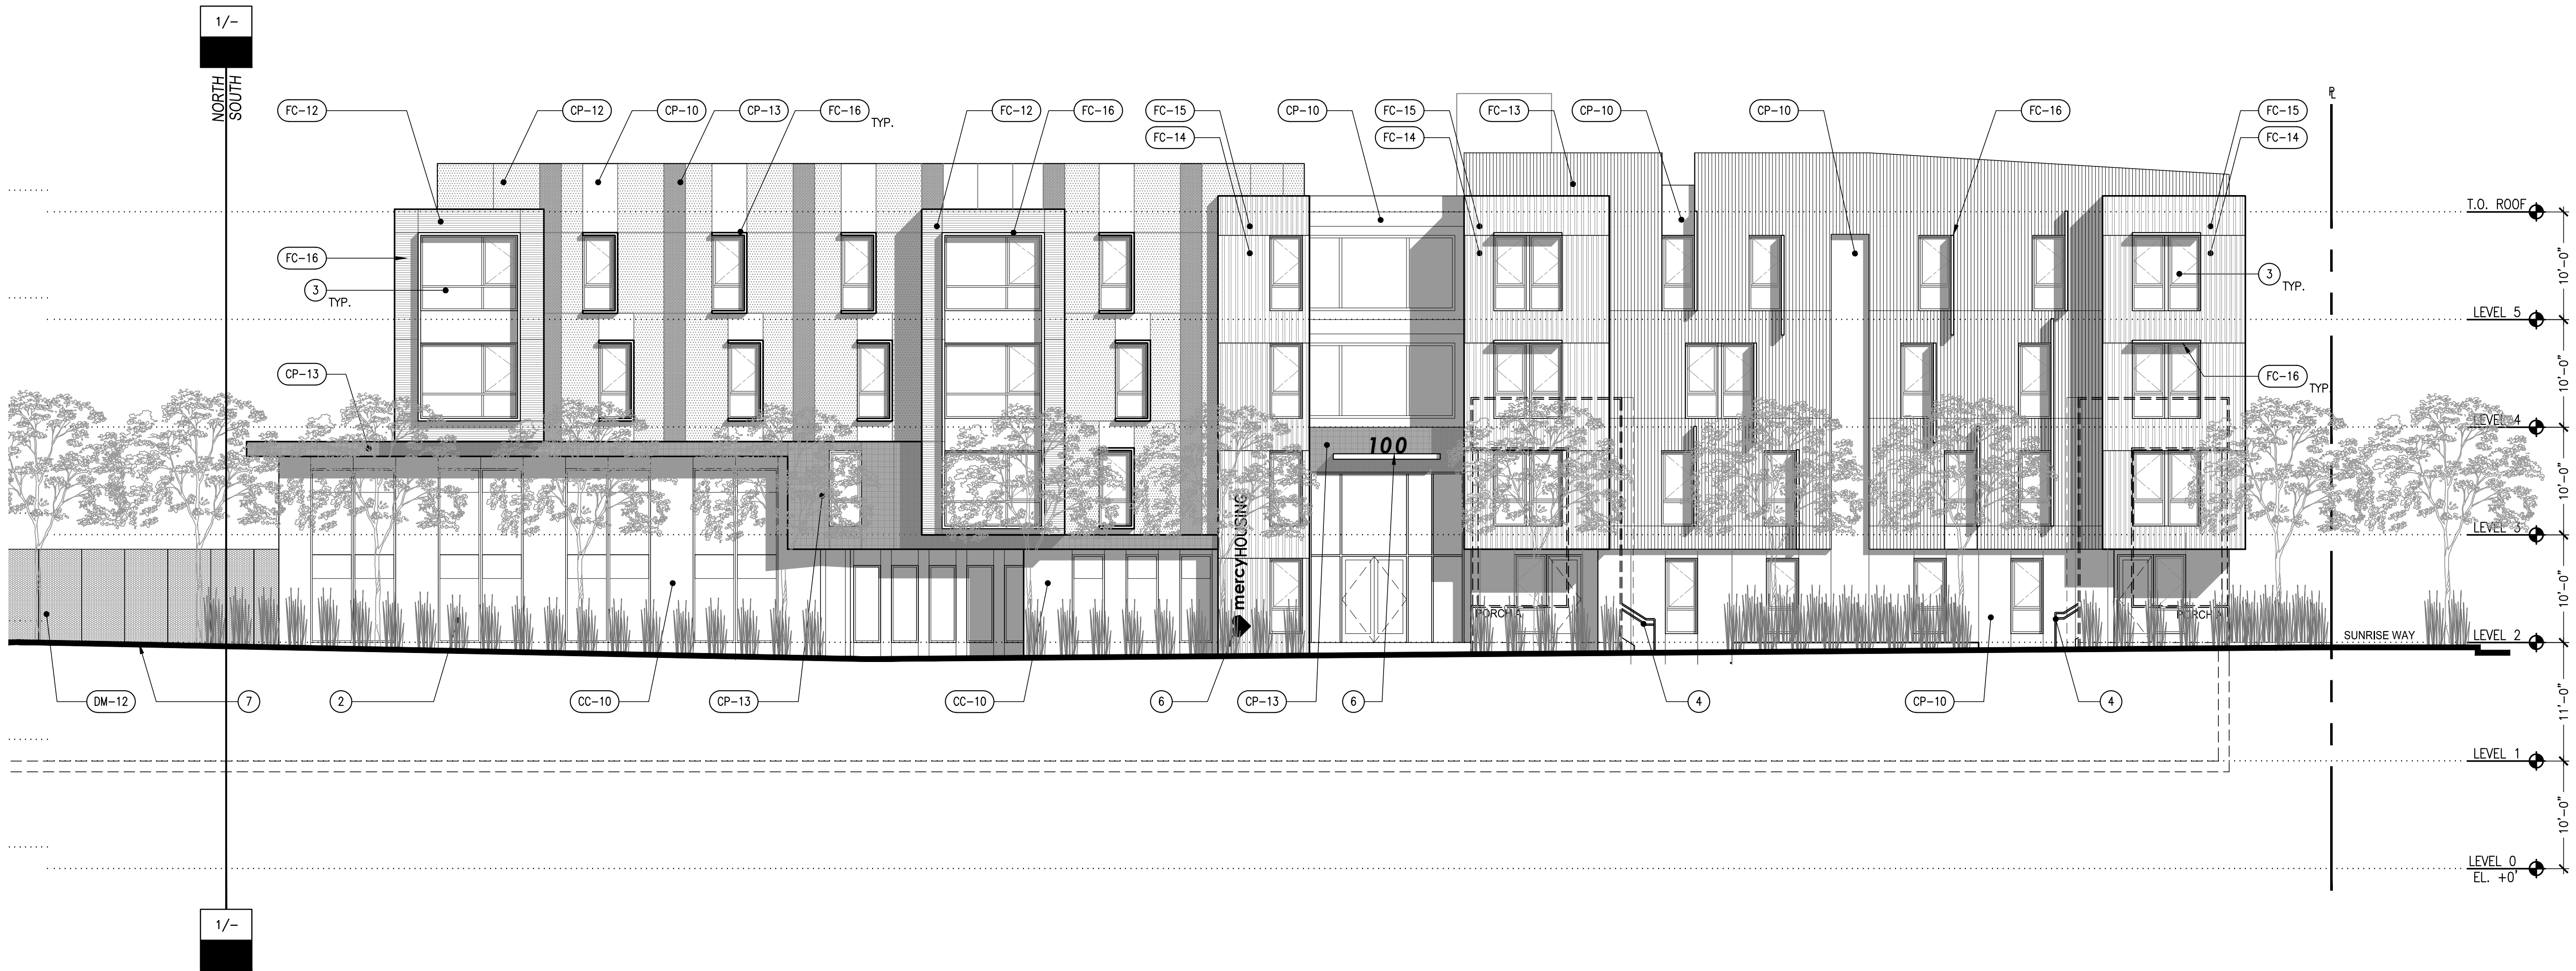 1/-
NORTH
SOUTH
FC-12
CP-12
CP-10
CP-13
FC-16
TYP.
FC-12
FC-16
FC-15
FC-14
CP-10
FC-15
FC-14
FC-13
CP-10
CP-10
FC-16
FC-15
FC-14
FC-16
3
TYP.
CP-13
3
TYP.
FC-16
TYP
T.O. ROOF
10'-0"
LEVEL 5
10'-0"
LEVEL 4
10'-0"
LEVEL 3
10'-0"
LEVEL 2
11'-0"
LEVEL 1
10'-0"
LEVEL 0
EL. +0'
100
mercyHOUSING
PORCH A
PORCH A
SUNRISE WAY
DM-12
7
2
CC-10
CP-13
CC-10
6
CP-13
6
4
CP-10
4
1/-